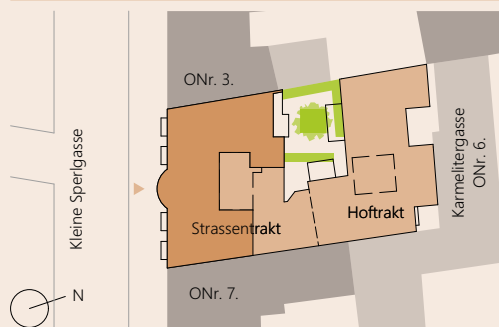 ONr. 3.
Kleine Sperlgasse
Karmelitergasse
ONr. 6.
Strassentrakt
Hoftrakt
N
ONr. 7.